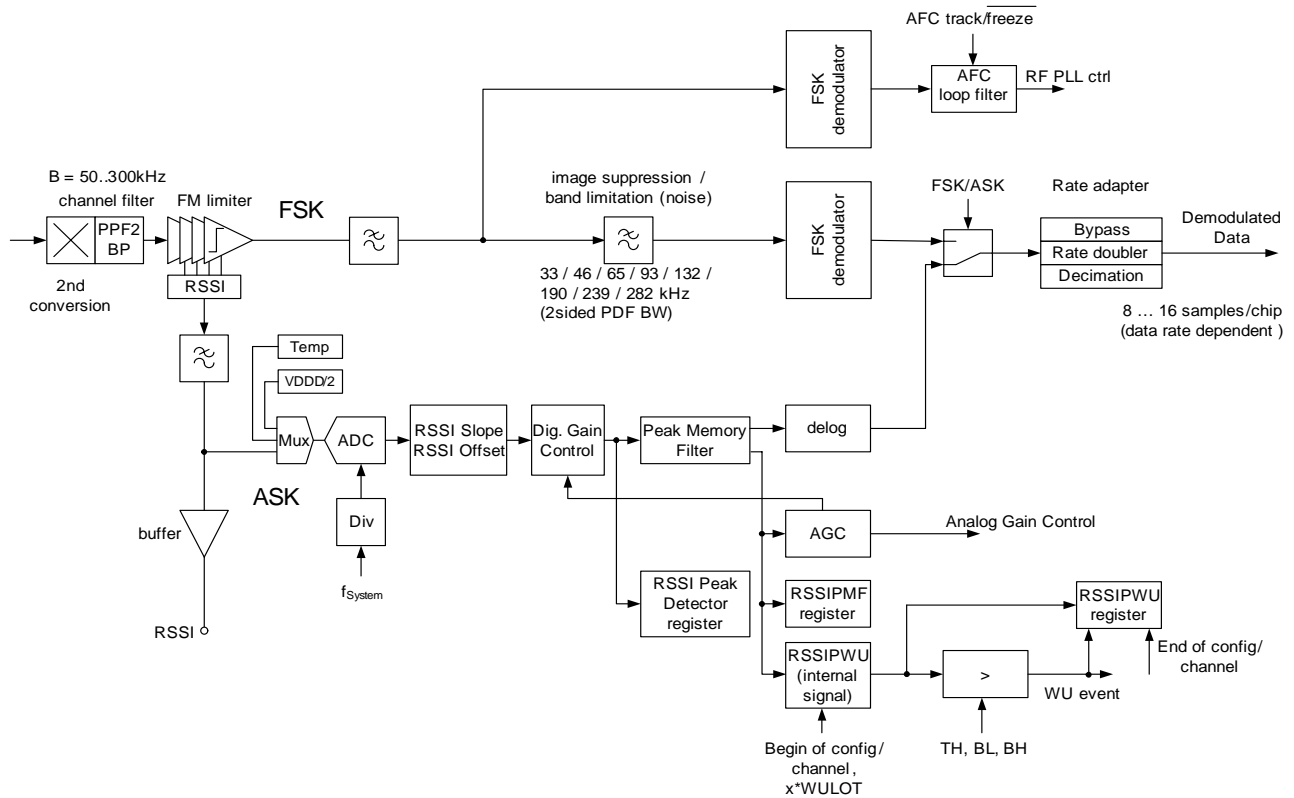 AFC track/freeze
AFC
loop filter
RF PLL ctrl
FSK
demodulator
B = 50..300kHz
channel filter
PPF2
BP
2nd
conversion
FM limiter
RSSI
FSK
image suppression /
band limitation (noise)
33 / 46 / 65 / 93 / 132 /
190 / 239 / 282 kHz
(2sided PDF BW)
FSK
demodulator
FSK/ASK
Rate adapter
Bypass
Rate doubler
Decimation
Demodulated
Data
8 ... 16 samples/chip
(data rate dependent )
Temp
VDDD/2
Mux
ADC
RSSI Slope
RSSI Offset
Dig. Gain
Control
Peak Memory
Filter
delog
ASK
Div
fSystem
buffer
RSSI
AGC
Analog Gain Control
RSSI Peak
Detector
register
RSSIPMF
register
RSSIPWU
(internal
signal)
Begin of config/
channel ,
x*WULOT
>
TH, BL, BH
WU event
RSSIPWU
register
End of config/
channel